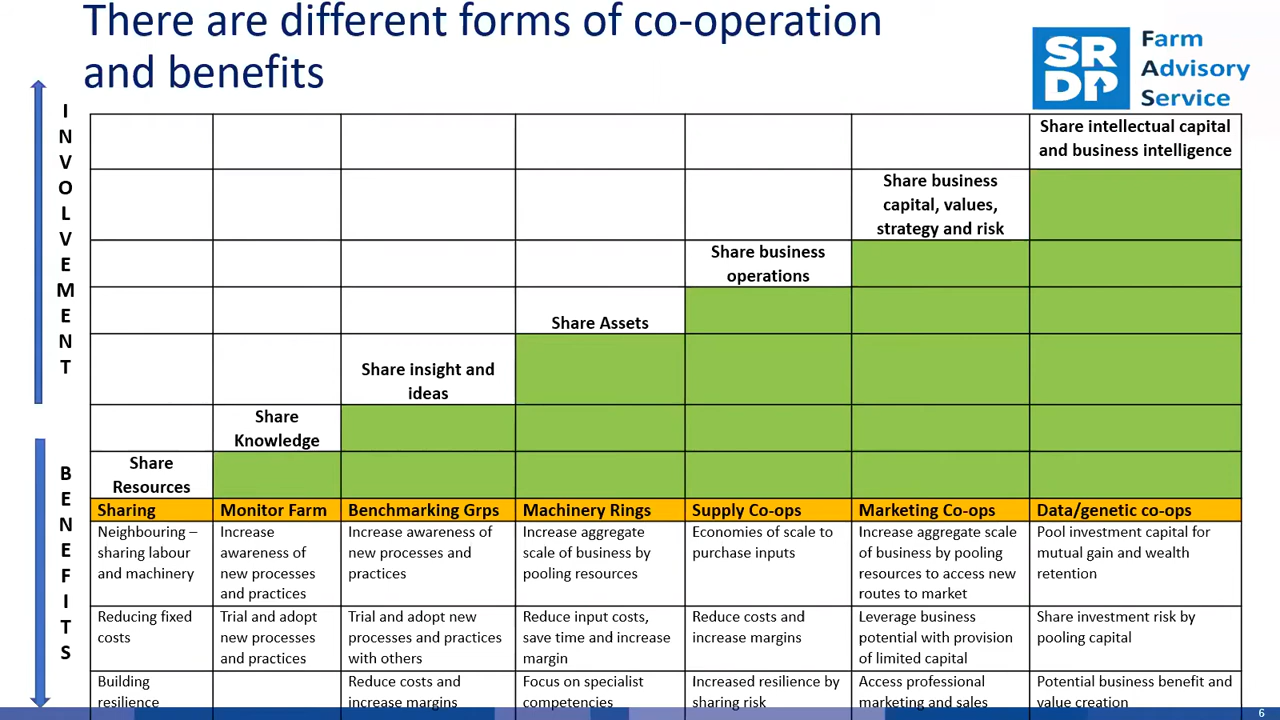 There are different forms of co-operation
and benefits
SR
DP
Farm
Advisory
Service
INVOLVEMENT
Share intellectual capital
and business intelligence
Share business
capital, values,
strategy and risk
Share business
operations
Share Assets
Share insight and
ideas
Share
Knowledge
Share
Resources
BENEFITS
Sharing
Monitor Farm
Benchmarking Grps
Machinery Rings
Supply Co-ops
Marketing Co-ops
Data/genetic co-ops
Neighbouring –
sharing labour
and machinery
Increase
awareness of
new processes
and practices
Increase awareness of
new processes and
practices
Increase aggregate
scale of business by
pooling resources
Economies of scale to
purchase inputs
Increase aggregate scale
of business by pooling
resources to access new
routes to market
Pool investment capital for
mutual gain and wealth
retention
Reducing fixed
costs
Trial and adopt
new processes
and practices
Trial and adopt new
processes and practices
with others
Reduce input costs,
save time and increase
margin
Reduce costs and
increase margins
Leverage business
potential with provision
of limited capital
Share investment risk by
pooling capital
Building
resilience
Reduce costs and
increase margins
Focus on specialist
competencies
Increased resilience by
sharing risk
Access professional
marketing and sales
Potential business benefit and
value creation
6